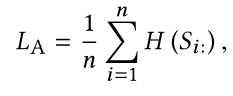 L_A = \frac{1}{n} \sum_{i=1}^{n} H (S_{i:}) ,